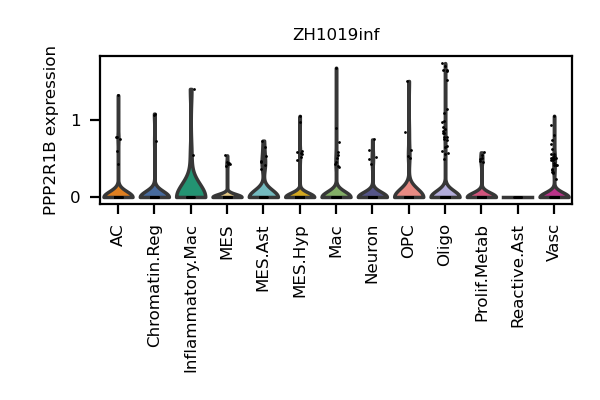 ZH1019inf
PPP2R1B expression
1
0
AC
Chromatin.Reg
Inflammatory.Mac
MES
MES.Ast
MES.Hyp
Mac
Neuron
OPC
Oligo
Prolif.Metab
Reactive.Ast
Vasc